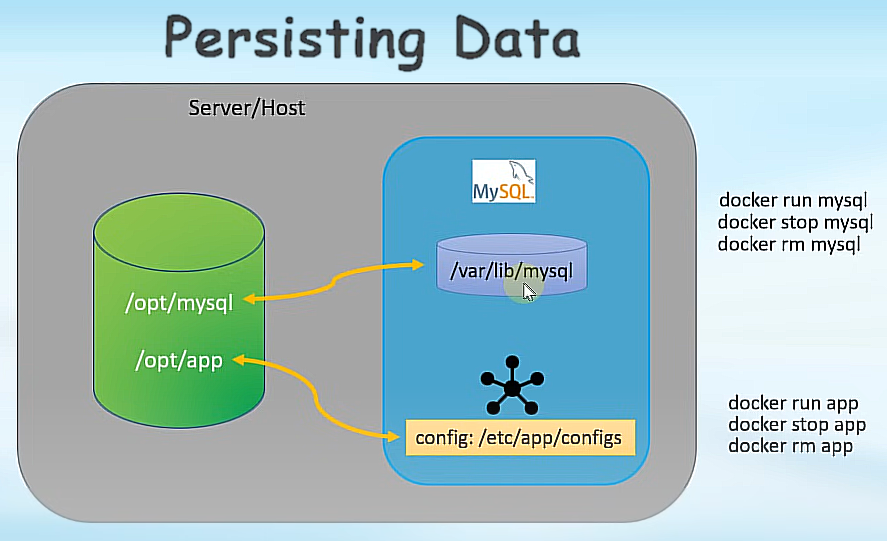 Persisting Data
Server/Host
MySQL
/var/lib/mysql
/opt/mysql
/opt/app
config: /etc/app/configs
docker run mysql
docker stop mysql
docker rm mysql
docker run app
docker stop app
docker rm app